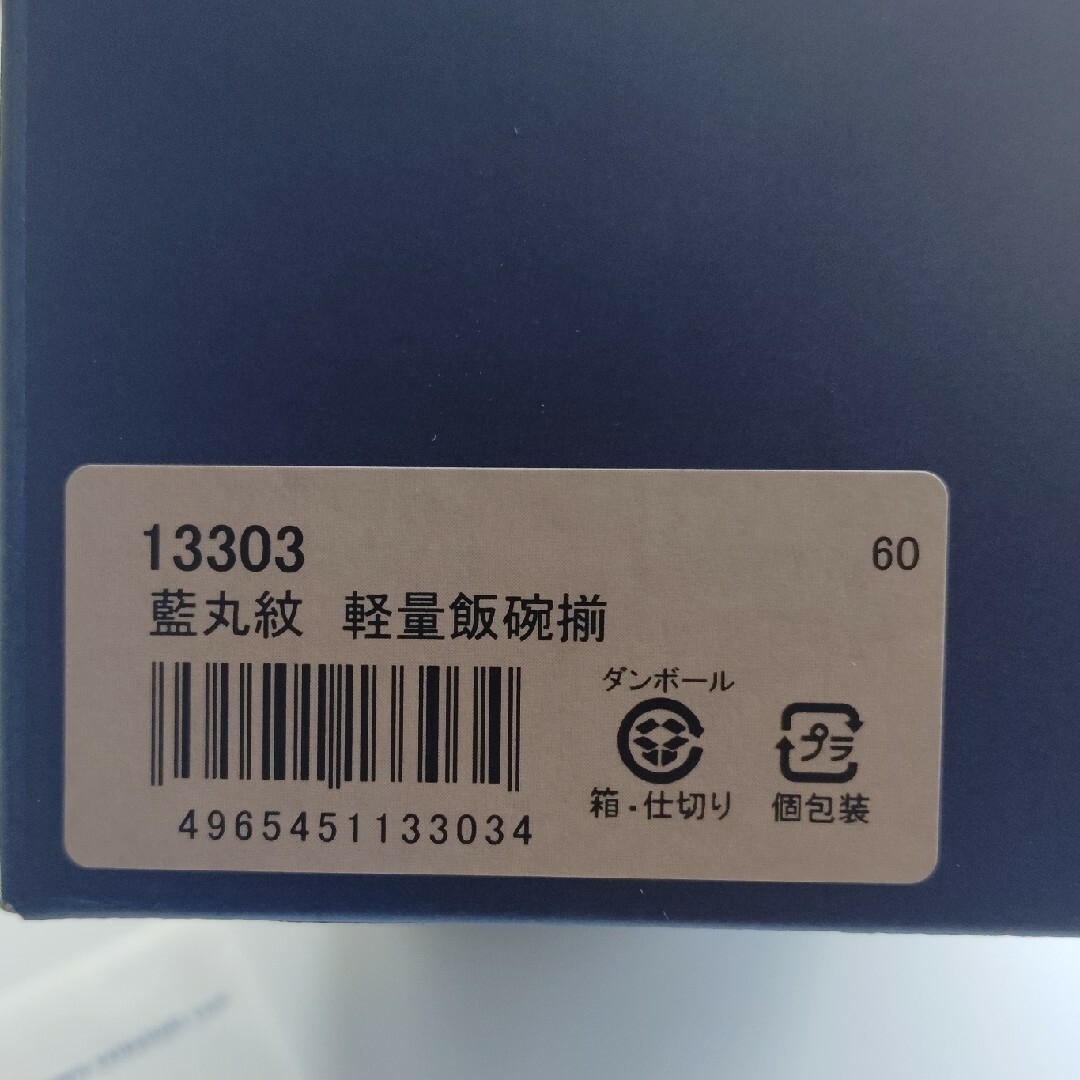 13303
60
藍丸紋 軽量飯碗揃
ダンボール
プラ
箱・仕切り
個包装
4965451133034